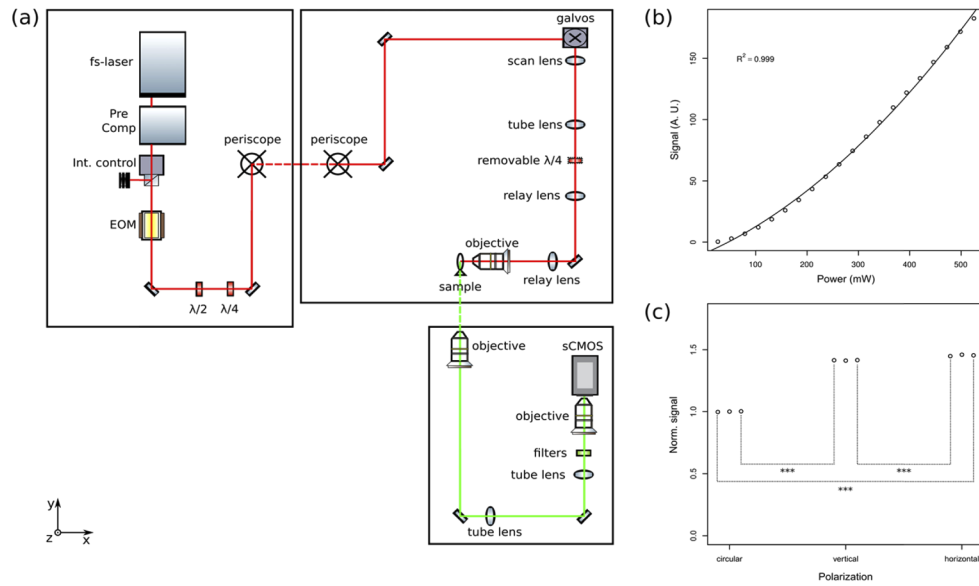 (a)
fs-laser
Pre
Comp
Int. control
EOM
λ/2
λ/4
periscope
periscope
galvos
scan lens
tube lens
removable λ/4
relay lens
objective
relay lens
sample
objective
sCMOS
objective
filters
tube lens
tube lens
y
z
x
(b)
R² = 0.999
Signal (A. U.)
0
50
100
150
100
200
300
400
500
Power (mW)
(c)
Norm. signal
0.0
0.5
1.0
1.5
***
***
***
circular
vertical
horizontal
Polarization